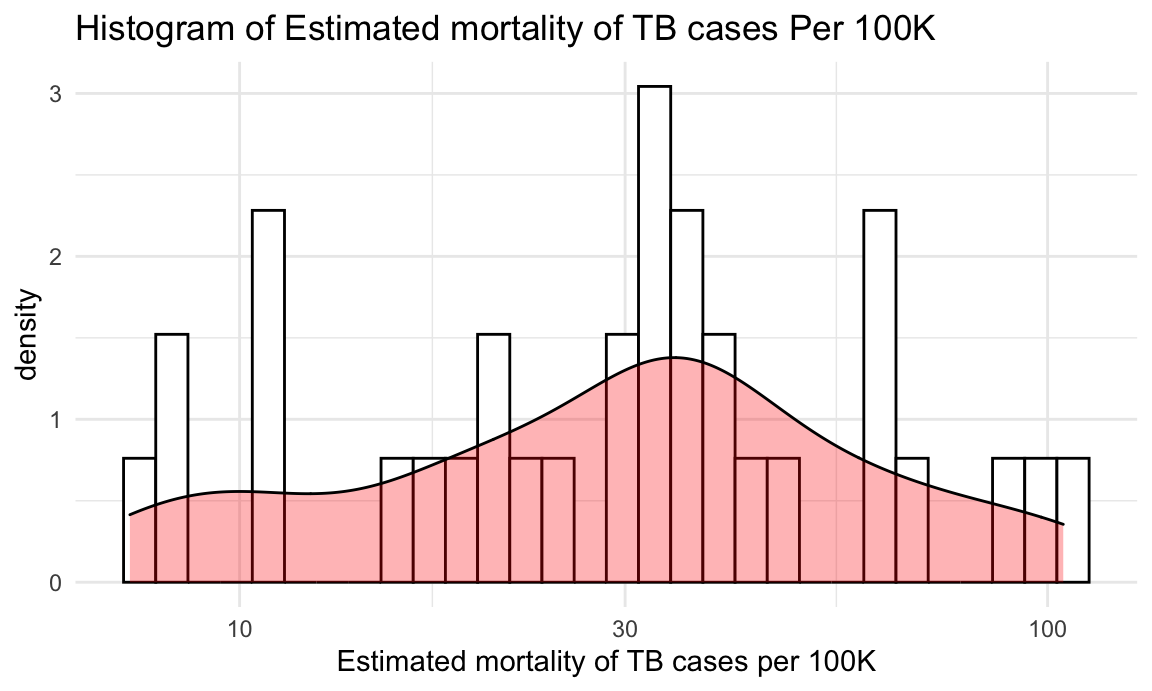 Histogram of Estimated mortality of TB cases Per 100K
3
2
1
0
density
10 30 100
Estimated mortality of TB cases per 100K